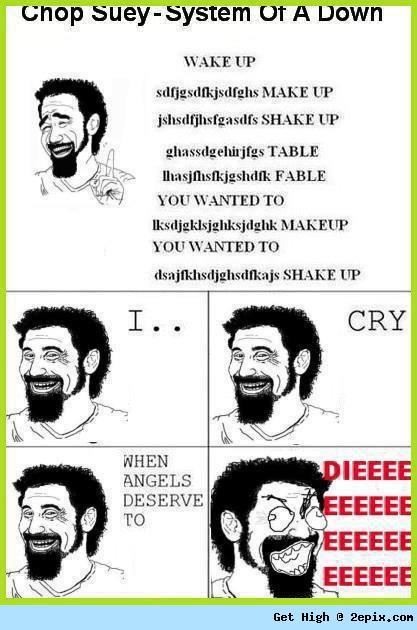 Chop Suey - System Of A Down
WAKE UP
sdfjgsdfkjsdfghs MAKE UP
jshsdfjhsfgasdfs SHAKE UP
ghassdgehirjfgs TABLE
lhasjfhsfkjgshdfk FABLE
YOU WANTED TO
lksdjgklsjghksjdghk MAKEUP
YOU WANTED TO
dsajfkhsdjghsdfkajs SHAKE UP
I..
CRY
WHEN
ANGELS
DESERVE
TO
DIEEEE
EEEEEE
EEEEEE
EEEEEE
Get High @ 2epix.com